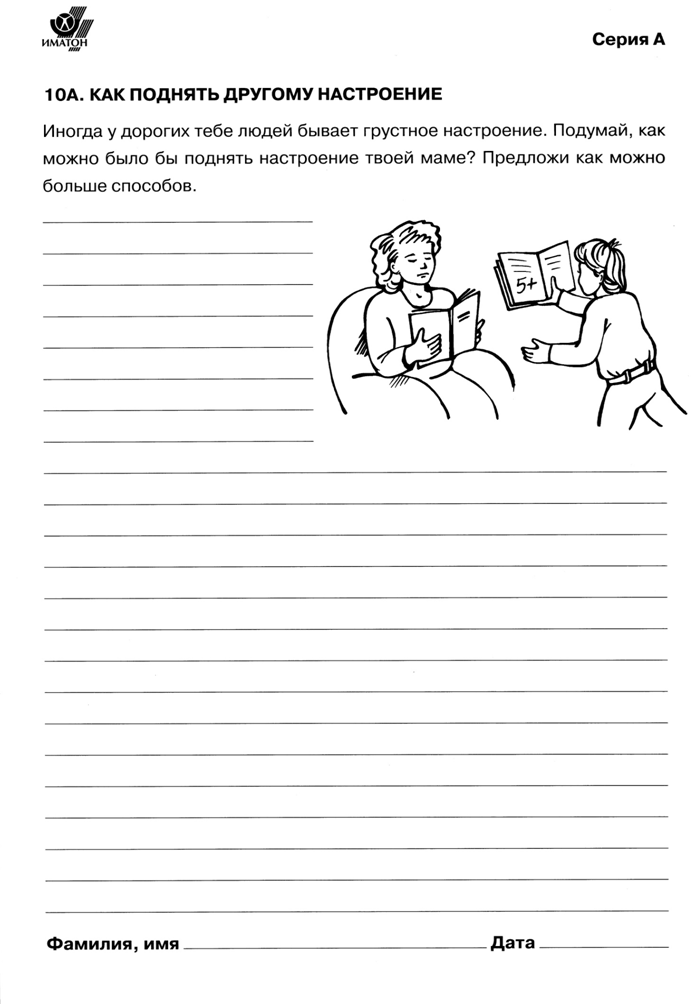 ИМАТОН
Серия А
10А. КАК ПОДНЯТЬ ДРУГОМУ НАСТРОЕНИЕ
Иногда у дорогих тебе людей бывает грустное настроение. Подумай, как
можно было бы поднять настроение твоей маме? Предложи как можно
больше способов.
5+
Фамилия, имя
Дата